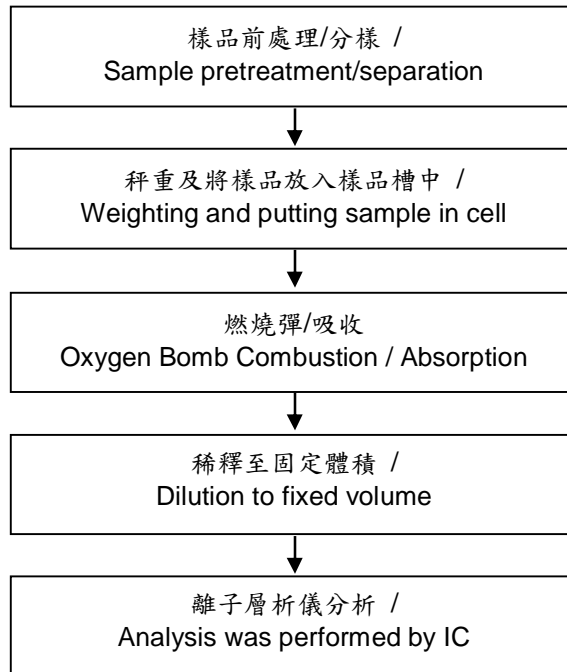 樣品前處理/分樣 /
Sample pretreatment/separation
秤重及將樣品放入樣品槽中 /
Weighting and putting sample in cell
燃燒彈/吸收
Oxygen Bomb Combustion / Absorption
稀釋至固定體積 /
Dilution to fixed volume
離子層析儀分析 /
Analysis was performed by IC